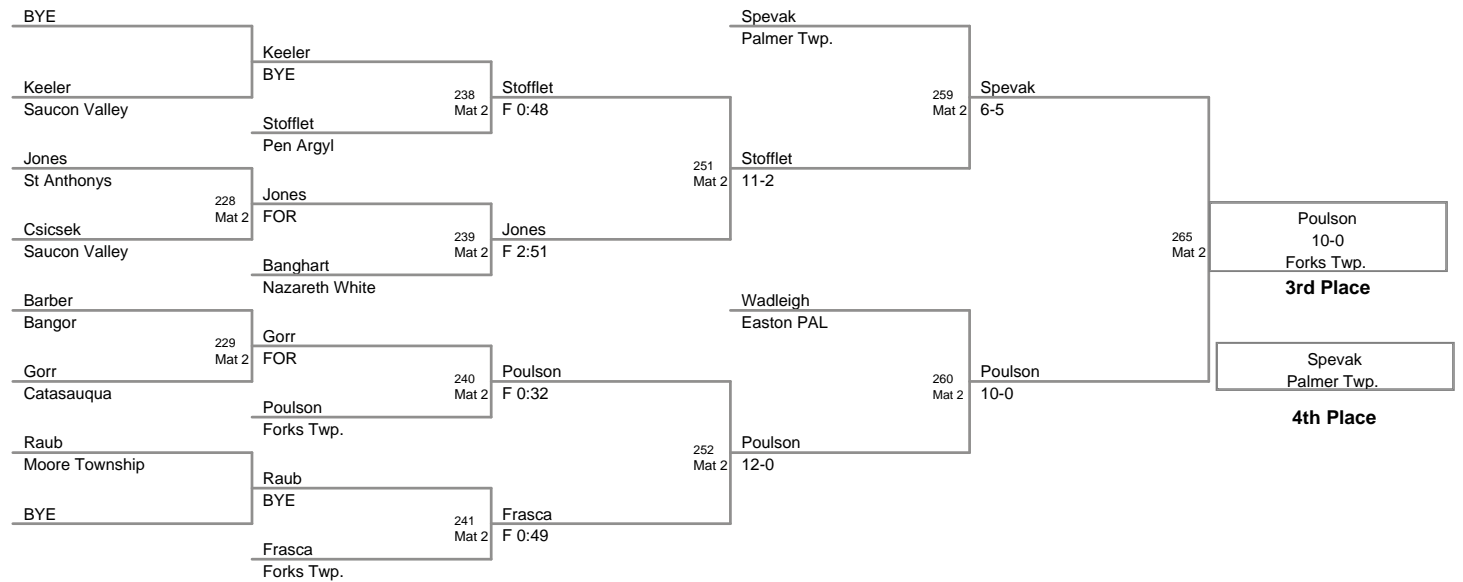 BYE
Keeler
Saucon Valley
Jones
St Anthonys
Csicsek
Saucon Valley
Barber
Bangor
Gorr
Catasauqua
Raub
Moore Township
BYE
228
Mat 2
229
Mat 2
Keeler
BYE
Stofflet
Pen Argyl
Jones
FOR
Banghart
Nazareth White
Gorr
FOR
Poulson
Forks Twp.
Raub
BYE
Frasca
Forks Twp.
238
Mat 2
239
Mat 2
240
Mat 2
241
Mat 2
Stofflet
F 0:48
Jones
F 2:51
Poulson
F 0:32
Frasca
F 0:49
251
Mat 2
252
Mat 2
Spevak
Palmer Twp.
Stofflet
11-2
Wadleigh
Easton PAL
Poulson
12-0
259
Mat 2
260
Mat 2
Spevak
6-5
Poulson
10-0
265
Mat 2
Poulson
10-0
Forks Twp.
3rd Place
Spevak
Palmer Twp.
4th Place